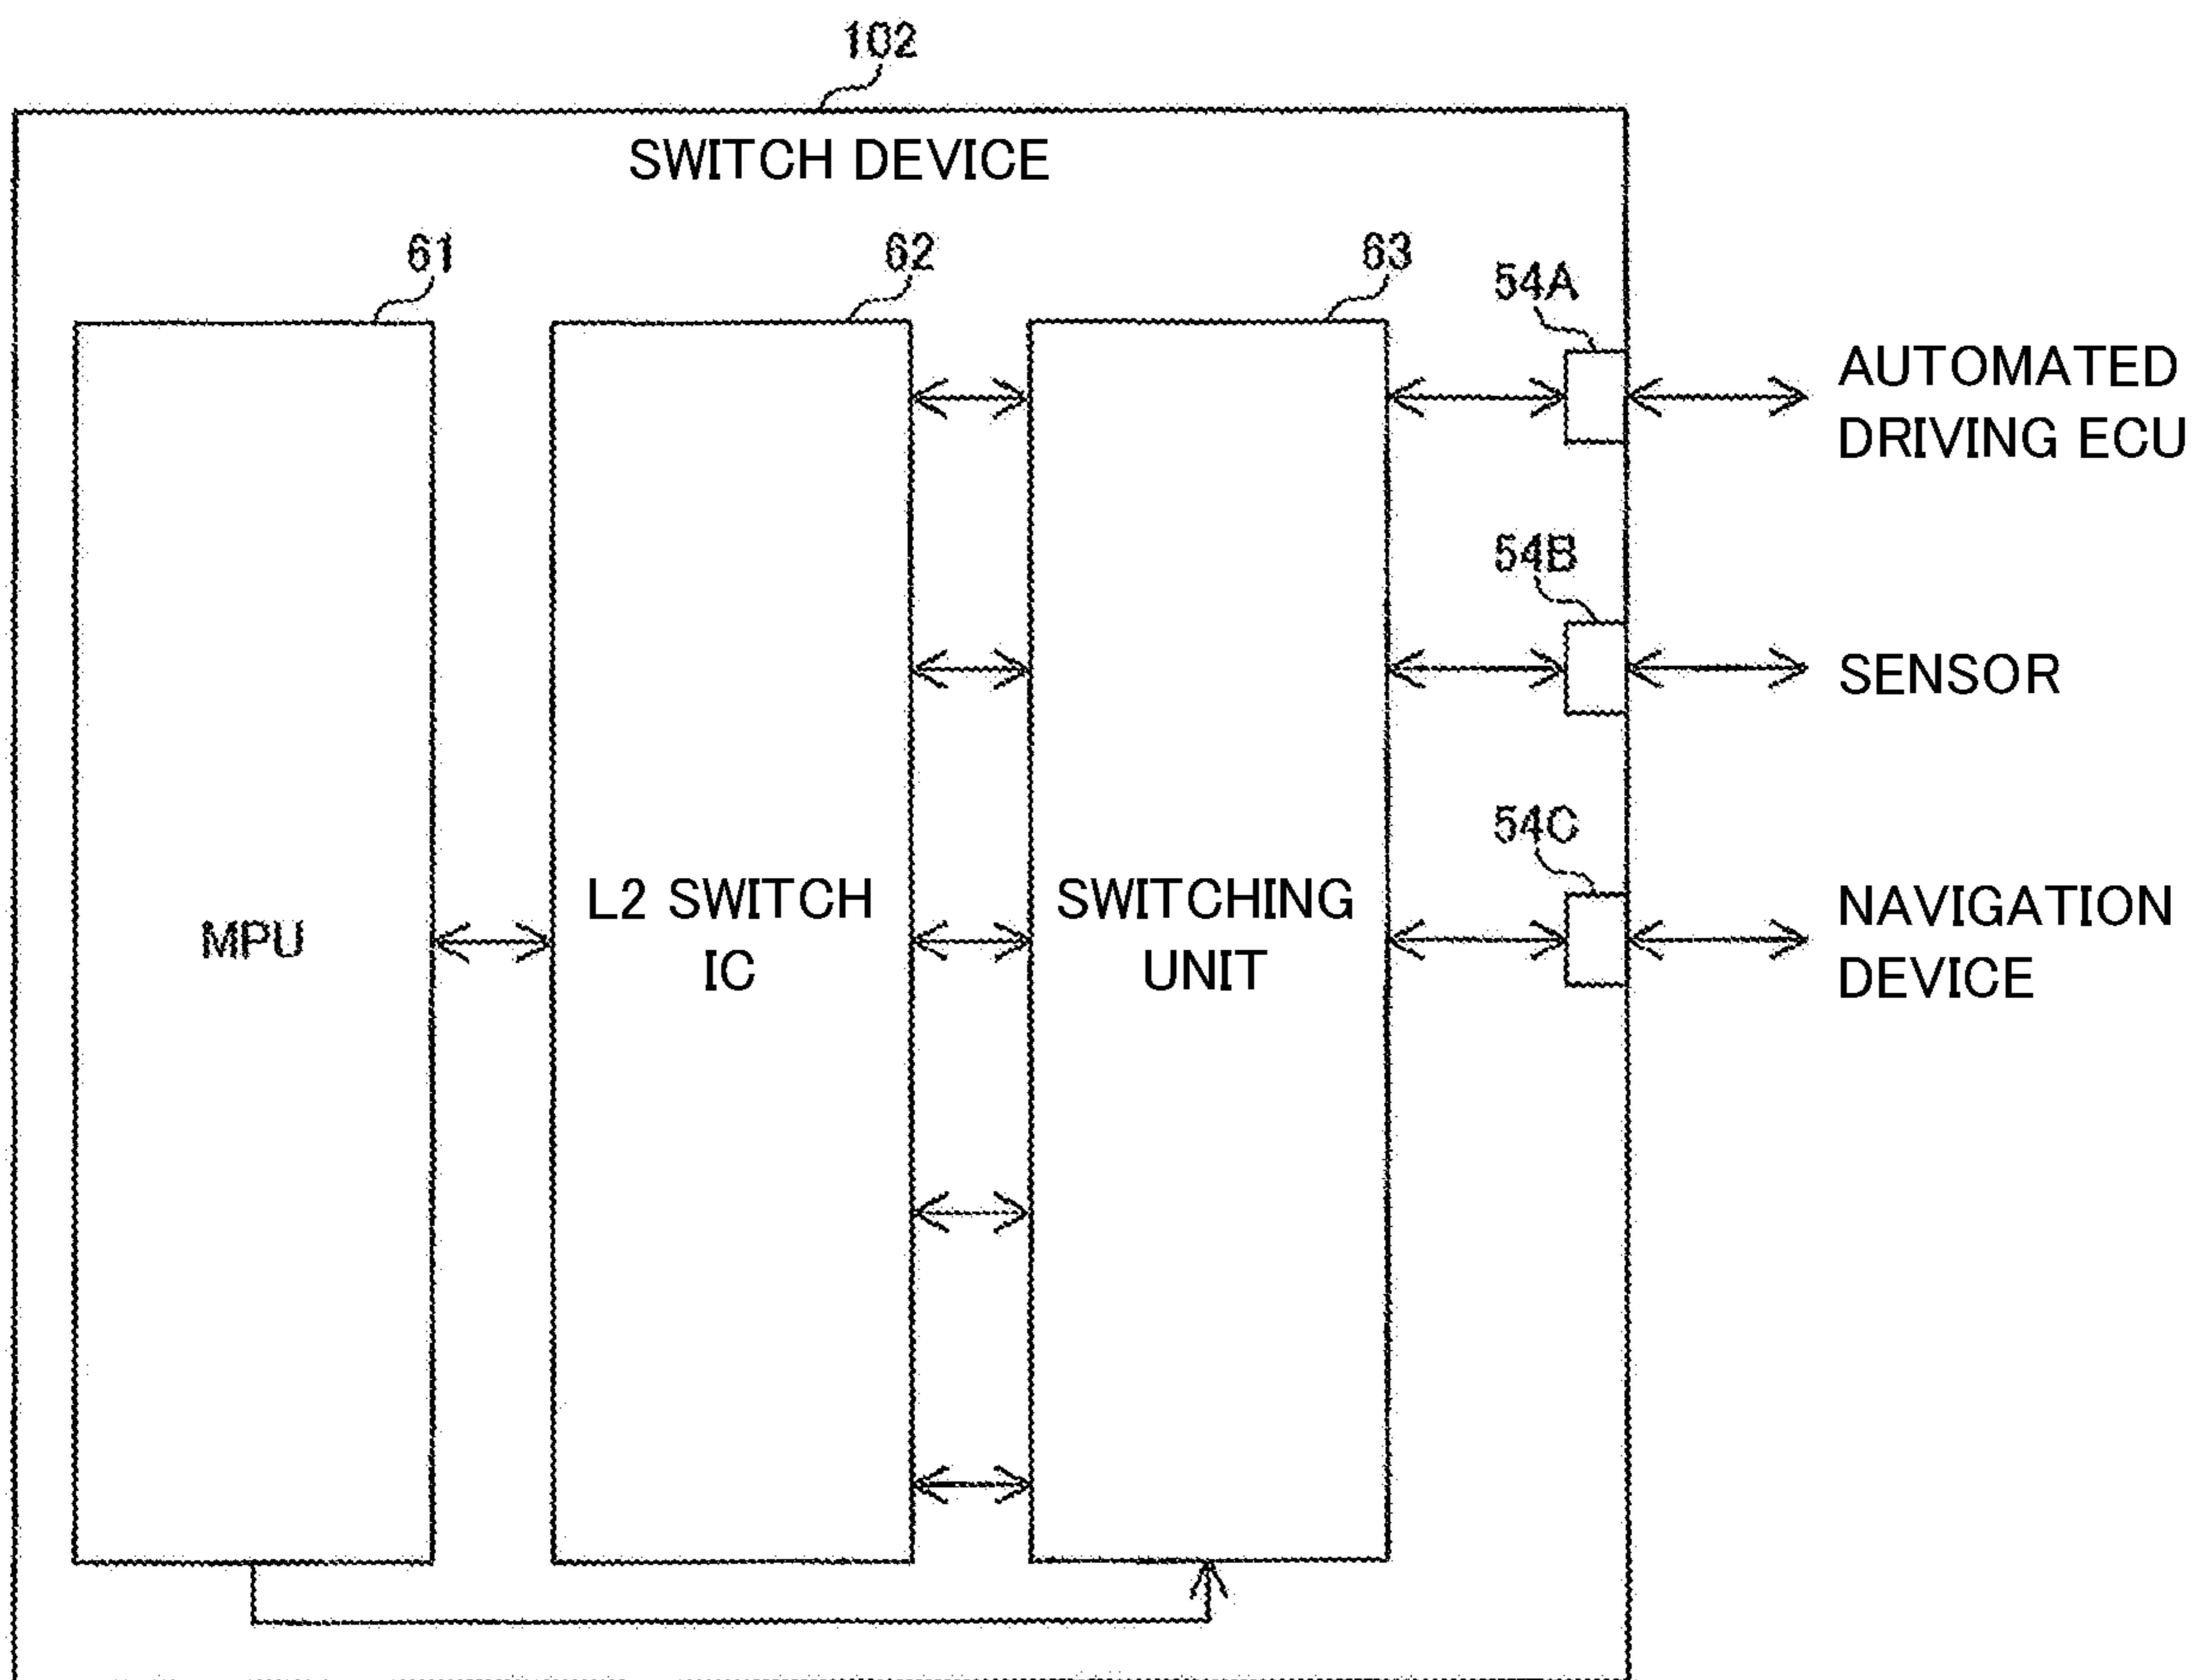 102
SWITCH DEVICE
61
62
63
54A
AUTOMATED
DRIVING ECU
54B
SENSOR
54C
MPU
L2 SWITCH
IC
SWITCHING
UNIT
NAVIGATION
DEVICE